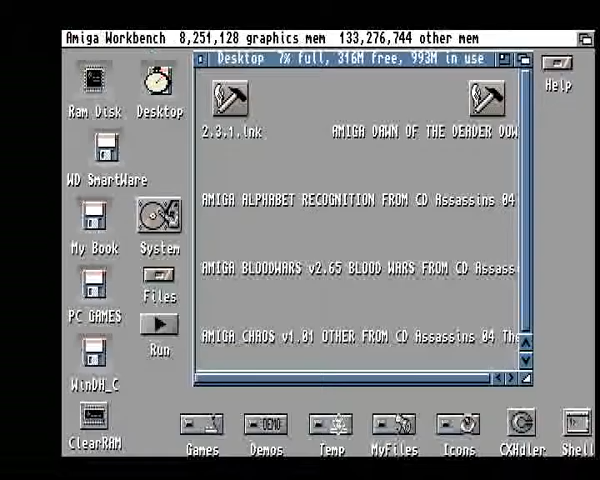 Amiga Workbench 8,251,128 graphics mem 133,276,744 other mem
Desktop 7% full, 316M free, 993M in use
Help
Ram Disk
Desktop
2.3.1.lnk
AMIGA DAWN OF THE DEADER DOW
WD SmartWare
AMIGA ALPHABET RECOGNITION FROM CD Assassins 04
My Book
System
AMIGA BLOODWARS v2.65 BLOOD WARS FROM CD Assass
Files
PC GAMES
AMIGA CHAOS v1.01 OTHER FROM CD Assassins 04 The
Run
WinDH_C
DEMO
ClearRAM
Games
Demos
Temp
MyFiles
Icons
CXHdler
Shell